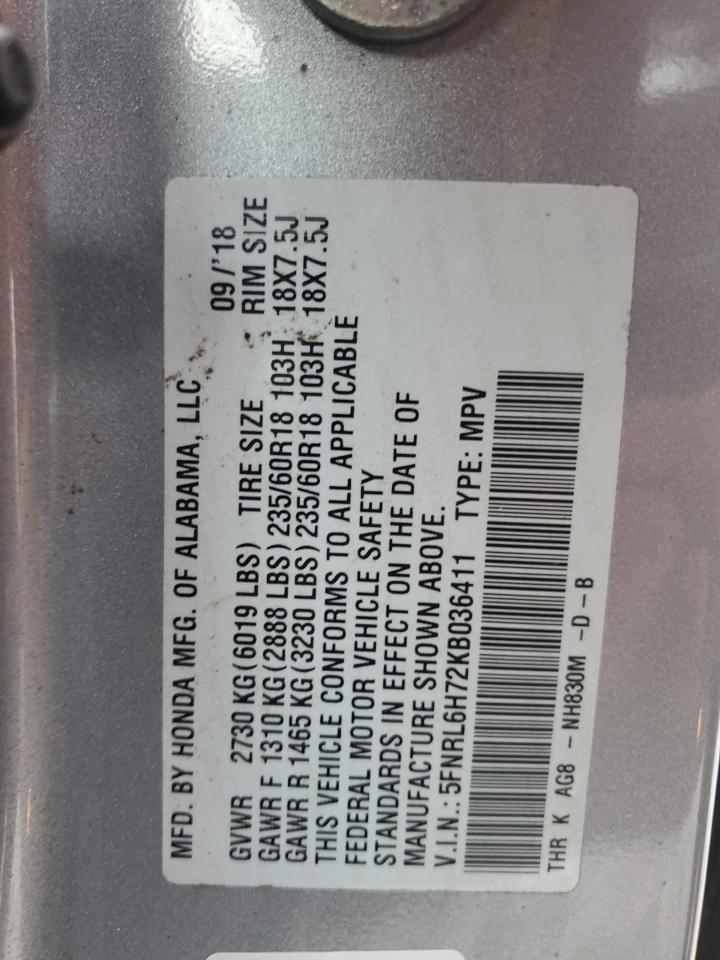 MFD. BY HONDA MFG. OF ALABAMA, LLC
09/'18
GVWR 2730 KG(6019 LBS) TIRE SIZE RIM SIZE
GAWR F 1310 KG(2888 LBS) 235/60R18 103H 18X7.5J
GAWR R 1465 KG(3230 LBS) 235/60R18 103H 18X7.5J
THIS VEHICLE CONFORMS TO ALL APPLICABLE
FEDERAL MOTOR VEHICLE SAFETY
STANDARDS IN EFFECT ON THE DATE OF
MANUFACTURE SHOWN ABOVE.
V.I.N.: 5FNRL6H72KB036411 TYPE: MPV
THR K AG8 - NH830M -D-B